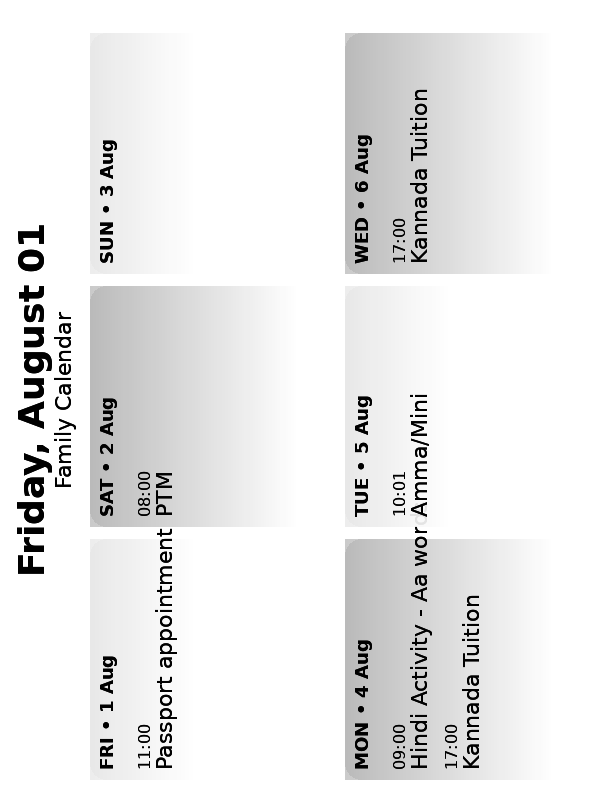 Friday, August 01
Family Calendar
FRI • 1 Aug
11:00
Passport appointment
SAT • 2 Aug
08:00
PTM
SUN • 3 Aug
MON • 4 Aug
09:00
Hindi Activity - Aa wor
17:00
Kannada Tuition
TUE • 5 Aug
10:01
Amma/Mini
WED • 6 Aug
17:00
Kannada Tuition